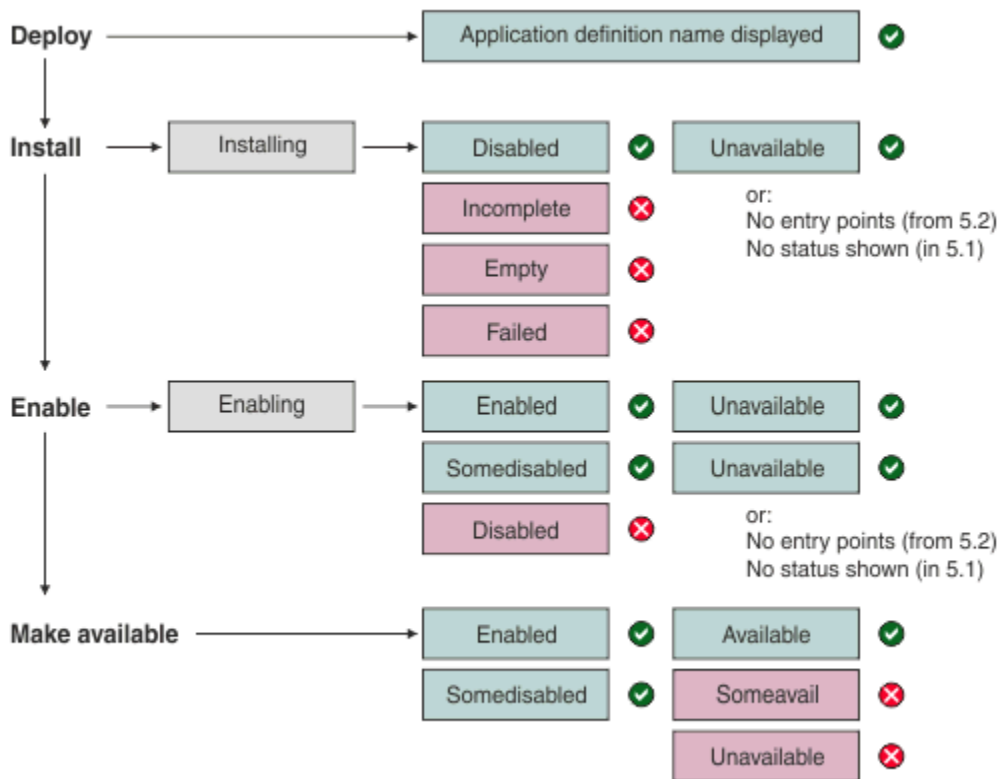 Deploy
Application definition name displayed
Install
Installing
Disabled
Unavailable
Incomplete
or:
No entry points (from 5.2)
No status shown (in 5.1)
Empty
Failed
Enable
Enabling
Enabled
Unavailable
Somedisabled
Unavailable
Disabled
or:
No entry points (from 5.2)
No status shown (in 5.1)
Make available
Enabled
Available
Somedisabled
Someavail
Unavailable